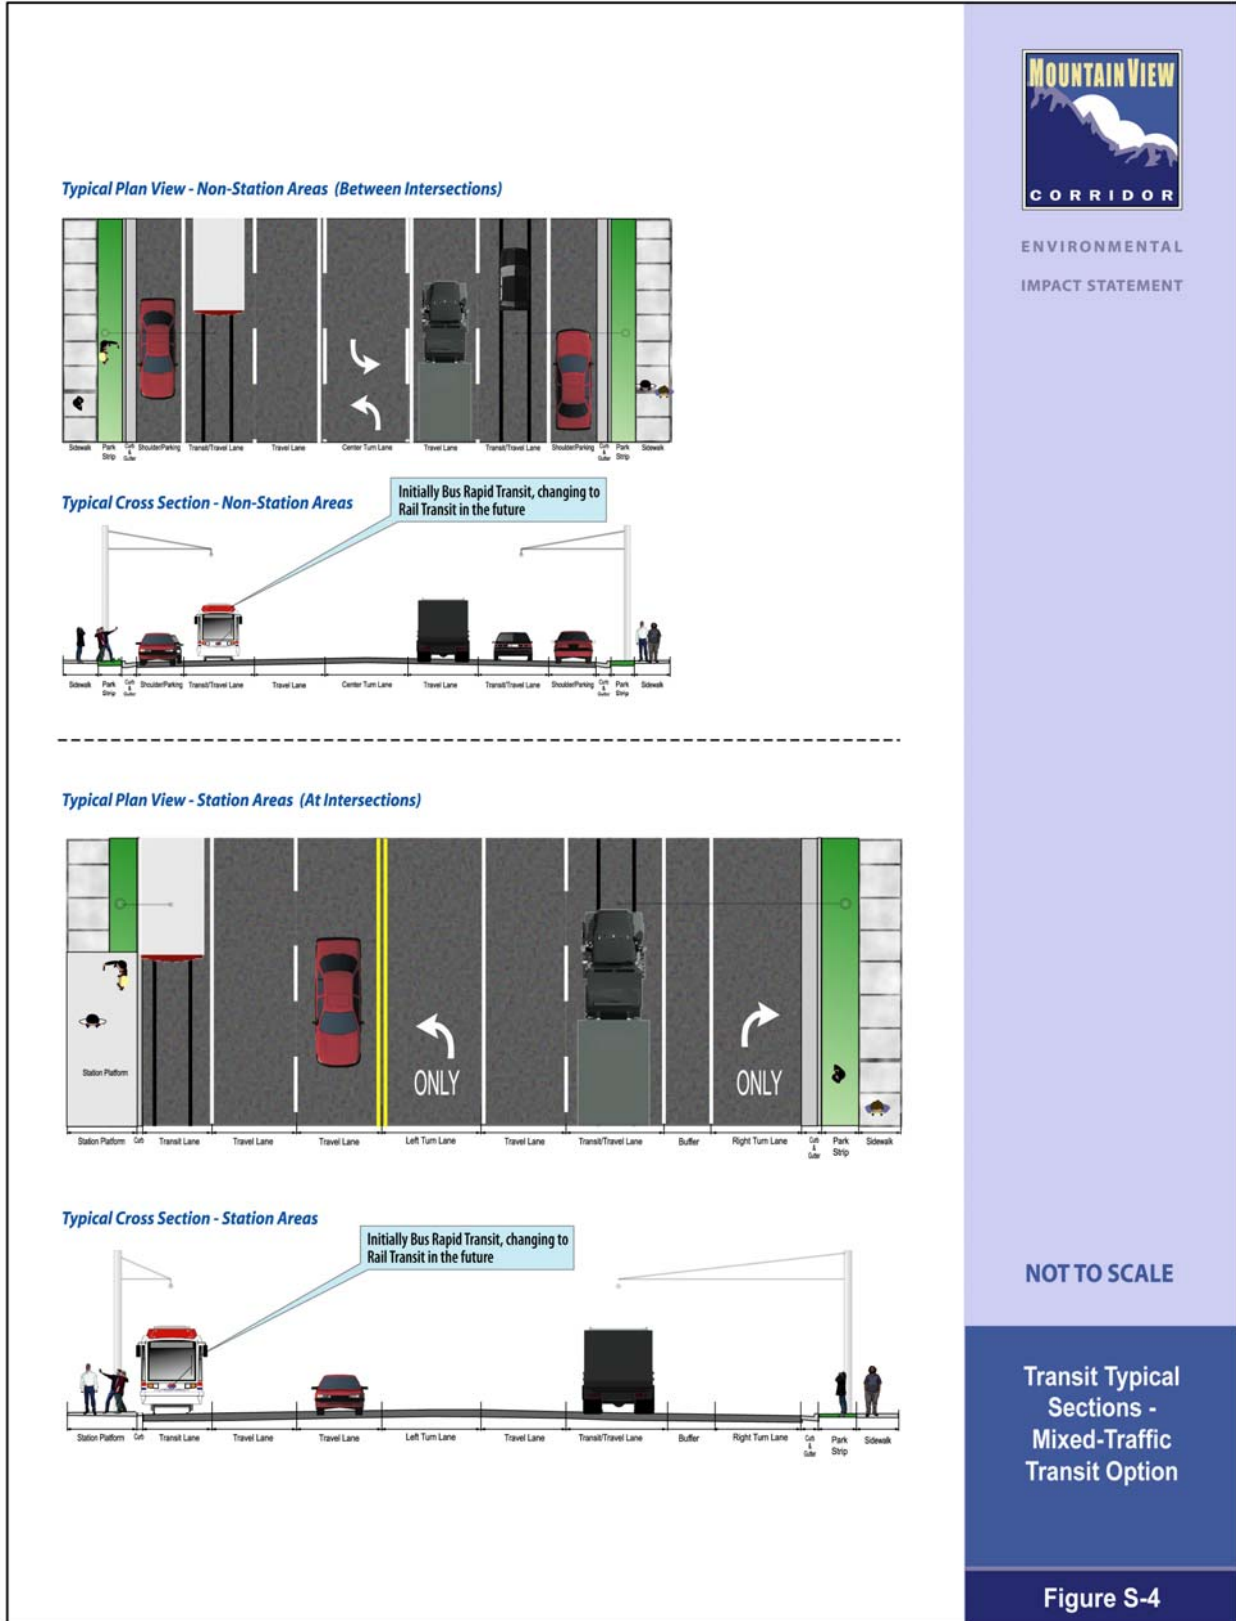 MOUNTAIN VIEW
CORRIDOR
ENVIRONMENTAL
IMPACT STATEMENT
Typical Plan View - Non-Station Areas (Between Intersections)
Sidewalk Park Strip Curb & Gutter Shoulder/Parking Transit/Travel Lane Travel Lane Center Turn Lane Travel Lane Transit/Travel Lane Shoulder/Parking Curb & Gutter Park Strip Sidewalk
Typical Cross Section - Non-Station Areas
Initially Bus Rapid Transit, changing to
Rail Transit in the future
Sidewalk Park Strip Curb & Gutter Shoulder/Parking Transit/Travel Lane Travel Lane Center Turn Lane Travel Lane Transit/Travel Lane Shoulder/Parking Curb & Gutter Park Strip Sidewalk
Typical Plan View - Station Areas (At Intersections)
ONLY ONLY
Station Platform
Station Platform Curb Transit Lane Travel Lane Travel Lane Left Turn Lane Travel Lane Transit/Travel Lane Buffer Right Turn Lane Curb & Gutter Park Strip Sidewalk
Typical Cross Section - Station Areas
Initially Bus Rapid Transit, changing to
Rail Transit in the future
Station Platform Curb Transit Lane Travel Lane Travel Lane Left Turn Lane Travel Lane Transit/Travel Lane Buffer Right Turn Lane Curb & Gutter Park Strip Sidewalk
NOT TO SCALE
Transit Typical
Sections -
Mixed-Traffic
Transit Option
Figure S-4